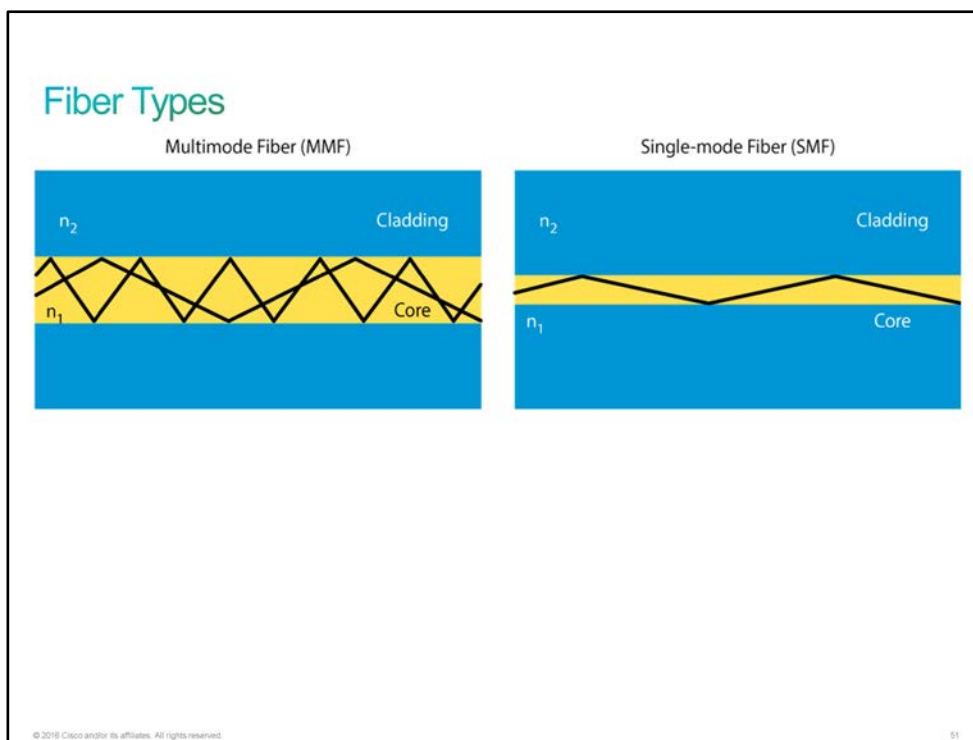 Fiber Types
Multimode Fiber (MMF)
n₂ Cladding
n₁ Core
Single-mode Fiber (SMF)
n₂ Cladding
n₁ Core
© 2016 Cisco and/or its affiliates. All rights reserved.
51